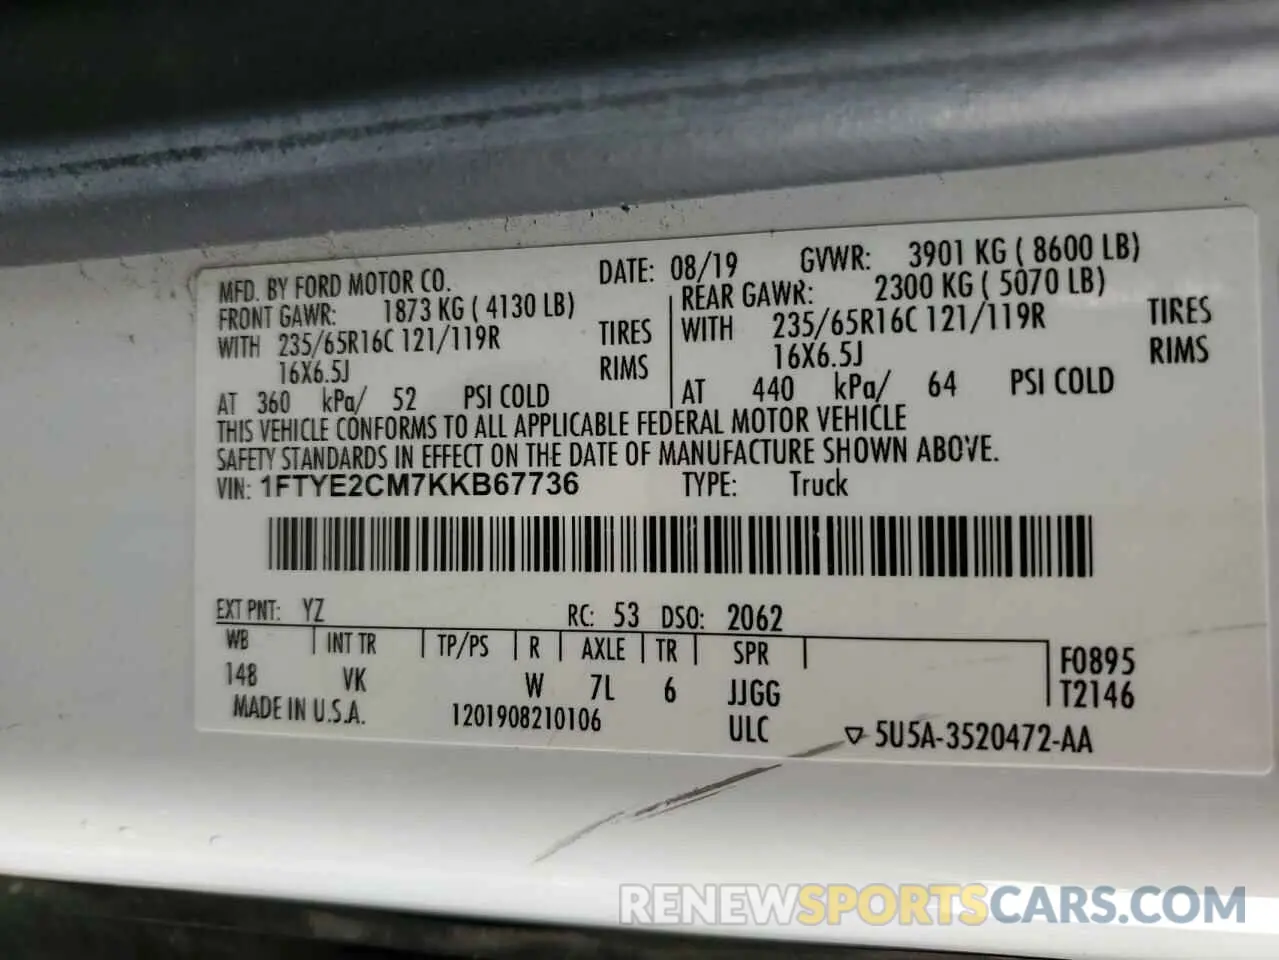 MFD. BY FORD MOTOR CO. DATE: 08/19 GVWR: 3901 KG ( 8600 LB)
FRONT GAWR: 1873 KG ( 4130 LB) REAR GAWR: 2300 KG ( 5070 LB)
WITH 235/65R16C 121/119R TIRES WITH 235/65R16C 121/119R TIRES
16X6.5J RIMS 16X6.5J RIMS
AT 360 kPa/ 52 PSI COLD AT 440 kPa/ 64 PSI COLD
THIS VEHICLE CONFORMS TO ALL APPLICABLE FEDERAL MOTOR VEHICLE
SAFETY STANDARDS IN EFFECT ON THE DATE OF MANUFACTURE SHOWN ABOVE.
VIN: 1FTYE2CM7KKB67736 TYPE: Truck
EXT PNT: YZ RC: 53 DSO: 2062
WB INT TR TP/PS R AXLE TR SPR F0895
148 VK W 7L 6 JJGG T2146
MADE IN U.S.A. 1201908210106 ULC 5U5A-3520472-AA
RENEWSPORTSCARS.COM